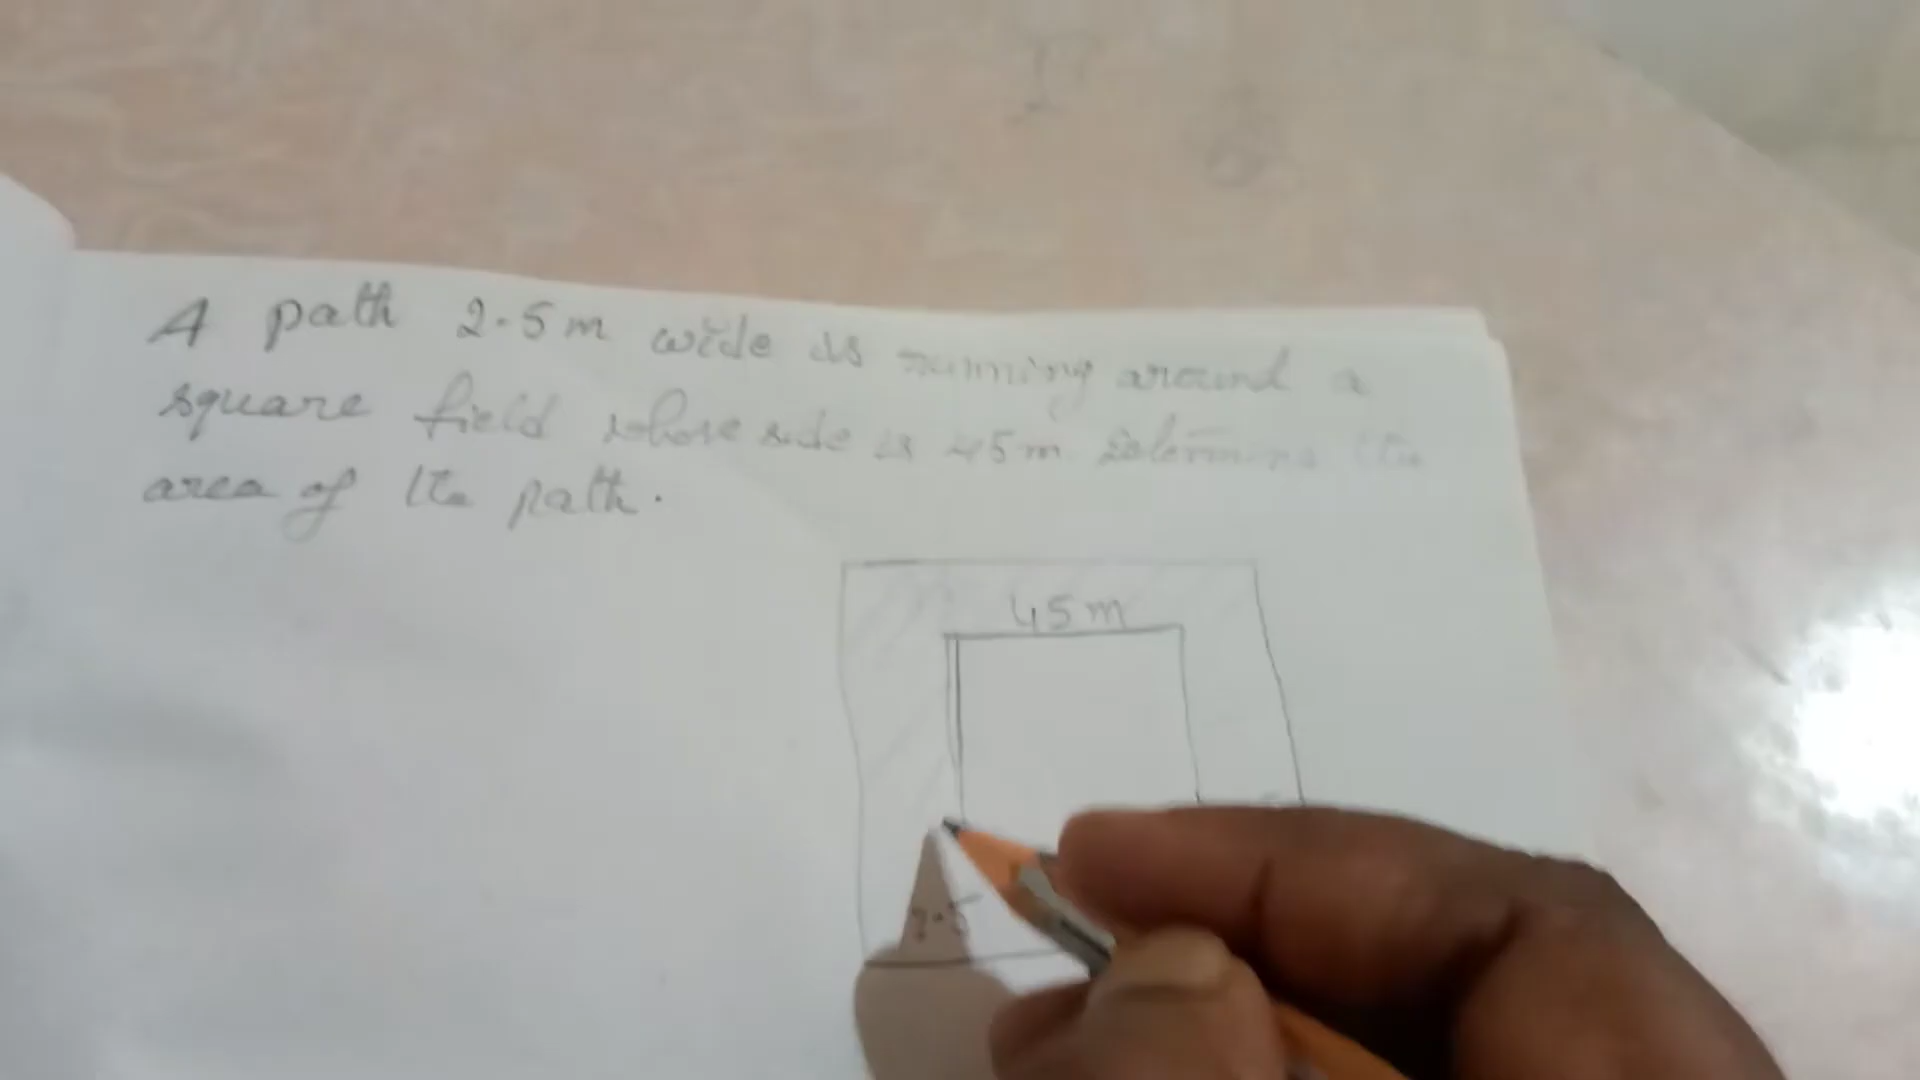 A path 2.5m wide is running around a
square field whose side is 45m. Determine the
area of the path.
45m
2.5